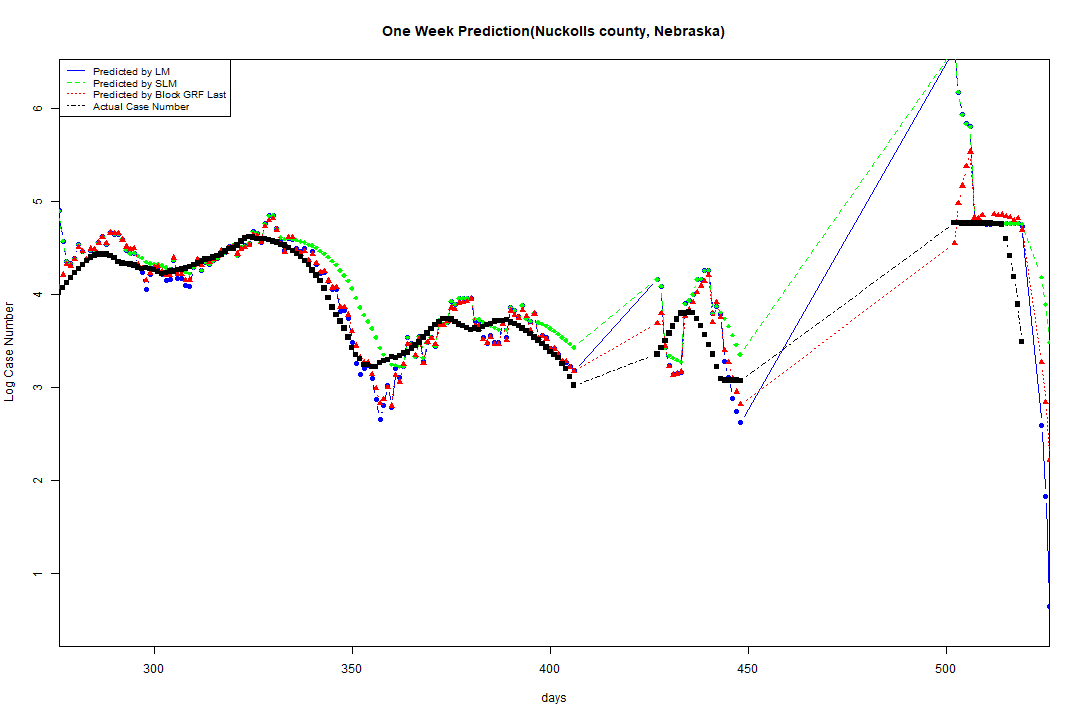 One Week Prediction(Nuckolls county, Nebraska)
Predicted by LM
Predicted by SLM
Predicted by Block GRF Last
Actual Case Number
6
5
4
3
2
1
Log Case Number
300 350 400 450 500
days